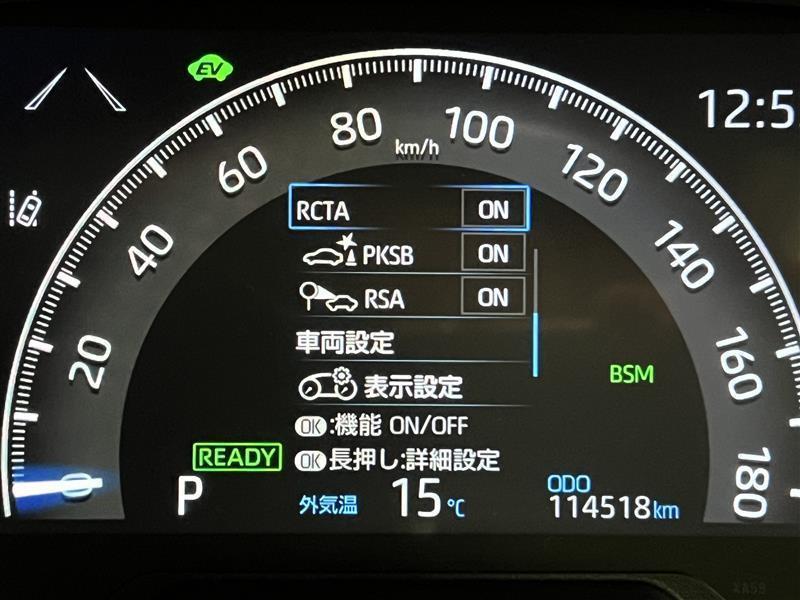 EV
12:5
80
km/h
100
60
120
RCTA ON
40
PKSB ON
140
RSA ON
車両設定
20
160
表示設定
BSM
OK:機能 ON/OFF
READY
OK長押し:詳細設定
180
0
P
外気温 15℃
ODO
114518km
XA59